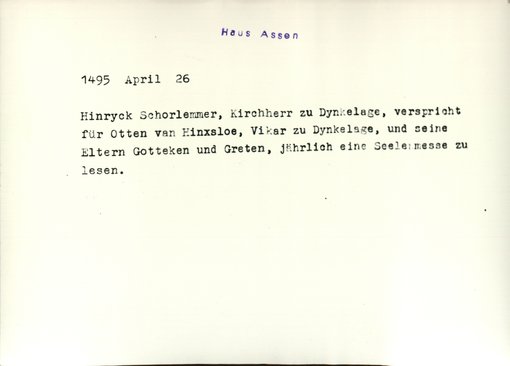 Haus Assen
1495 April 26
Hinryck Schorlemmer, Kirchherr zu Dynkelage, verspricht
für Otten van Hinxsloe, Vikar zu Dynkelage, und seine
Eltern Gotteken und Greten, jährlich eine Seelenmesse zu
lesen.